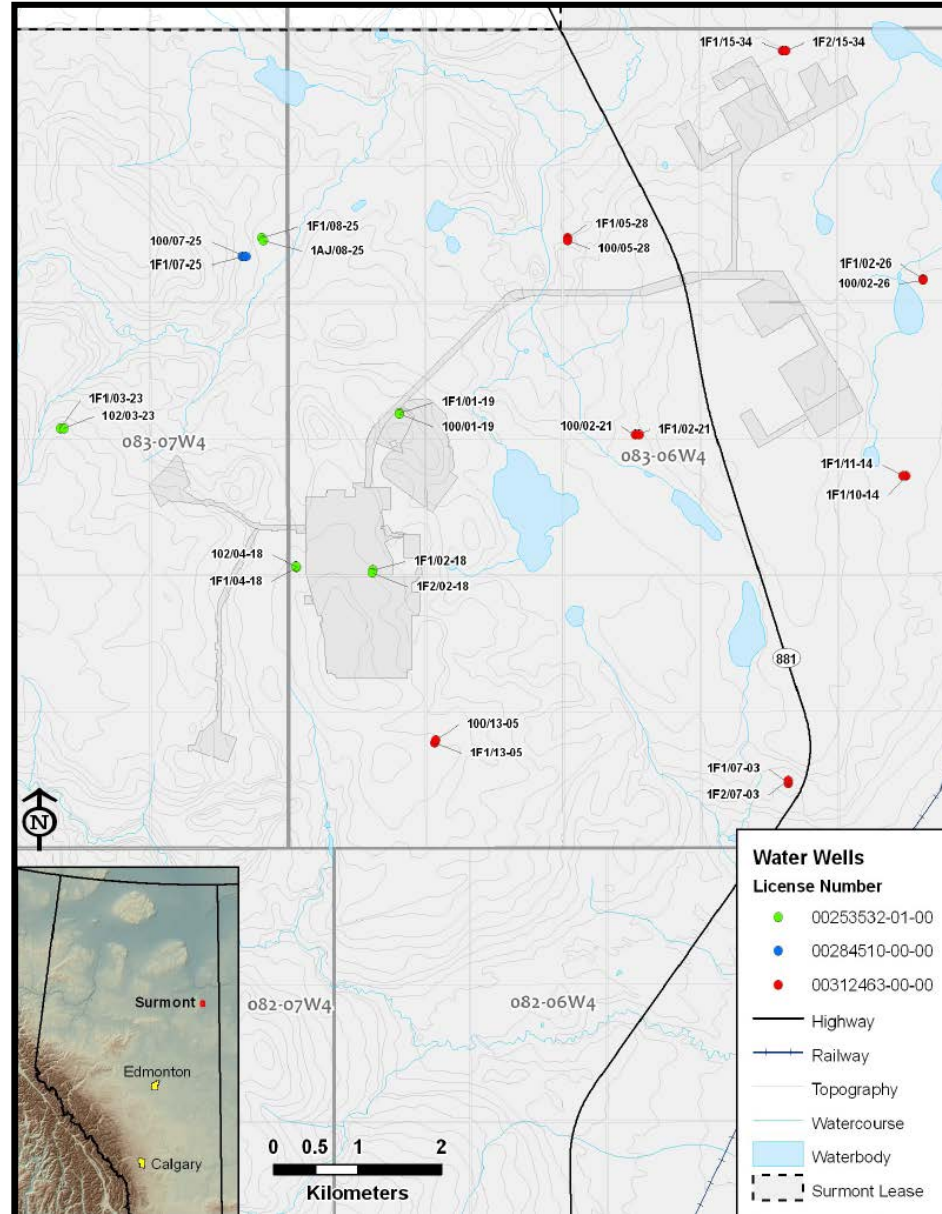 1F1/15-34 1F2/15-34
1F1/08-25
1AJ/08-25
100/07-25
1F1/07-25
1F1/05-28
100/05-28
1F1/02-26
100/02-26
1F1/03-23
102/03-23
083-07W4
1F1/01-19
100/01-19
100/02-21 1F1/02-21
083-06W4
1F1/11-14
1F1/10-14
102/04-18
1F1/04-18
1F1/02-18
1F2/02-18
881
100/13-05
1F1/13-05
1F1/07-03
1F2/07-03
N
082-07W4
082-06W4
Surmont
Edmonton
Calgary
0 0.5 1 2
Kilometers
Water Wells
License Number
00253532-01-00
00284510-00-00
00312463-00-00
Highway
Railway
Topography
Watercourse
Waterbody
Surmont Lease